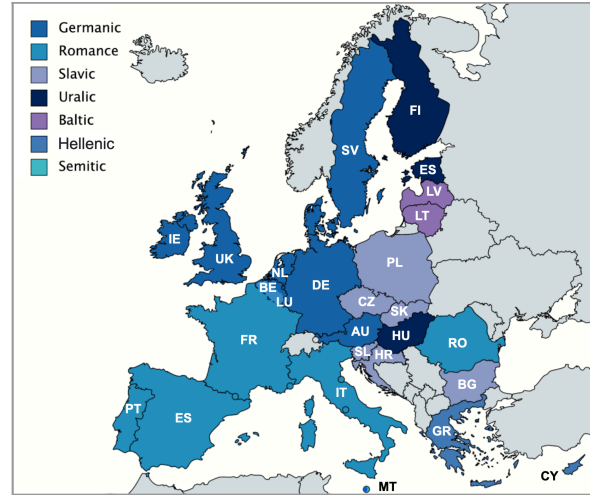 Germanic
Romance
Slavic
Uralic
Baltic
Hellenic
Semitic
FI
SV
ES
LV
LT
IE
UK
NL
BE
LU
DE
PL
CZ
SK
AU
HU
FR
SL
HR
RO
BG
IT
PT
ES
GR
MT
CY